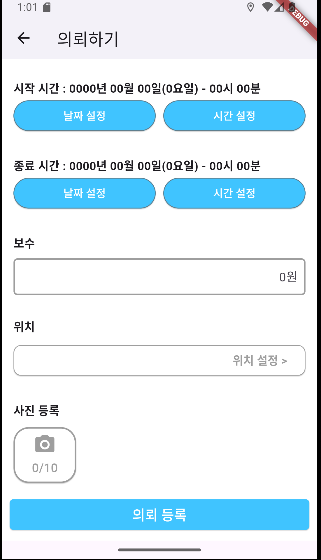 1:01
DEBUG
의뢰하기
시작 시간 : 0000년 00월 00일(0요일) - 00시 00분
날짜 설정 시간 설정
종료 시간 : 0000년 00월 00일(0요일) - 00시 00분
날짜 설정 시간 설정
보수
0원
위치
위치 설정 >
사진 등록
0/10
의뢰 등록